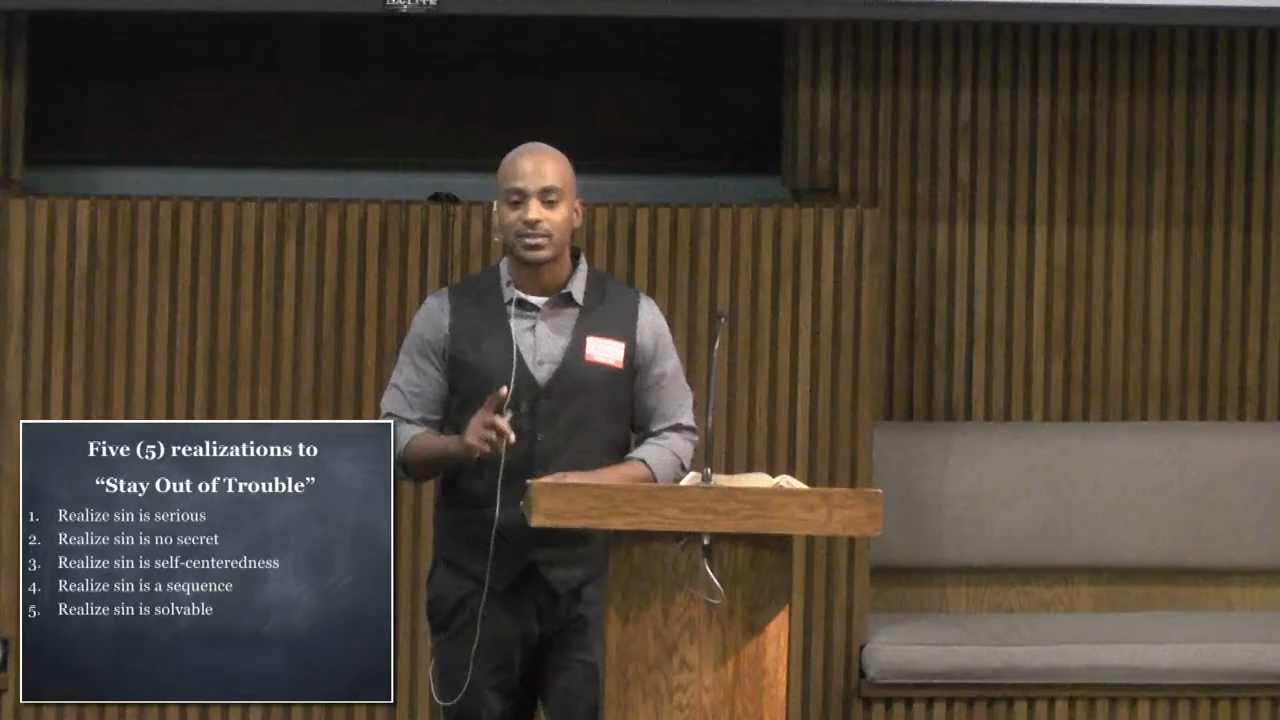 Five (5) realizations to
“Stay Out of Trouble”
1. Realize sin is serious
2. Realize sin is no secret
3. Realize sin is self-centeredness
4. Realize sin is a sequence
5. Realize sin is solvable